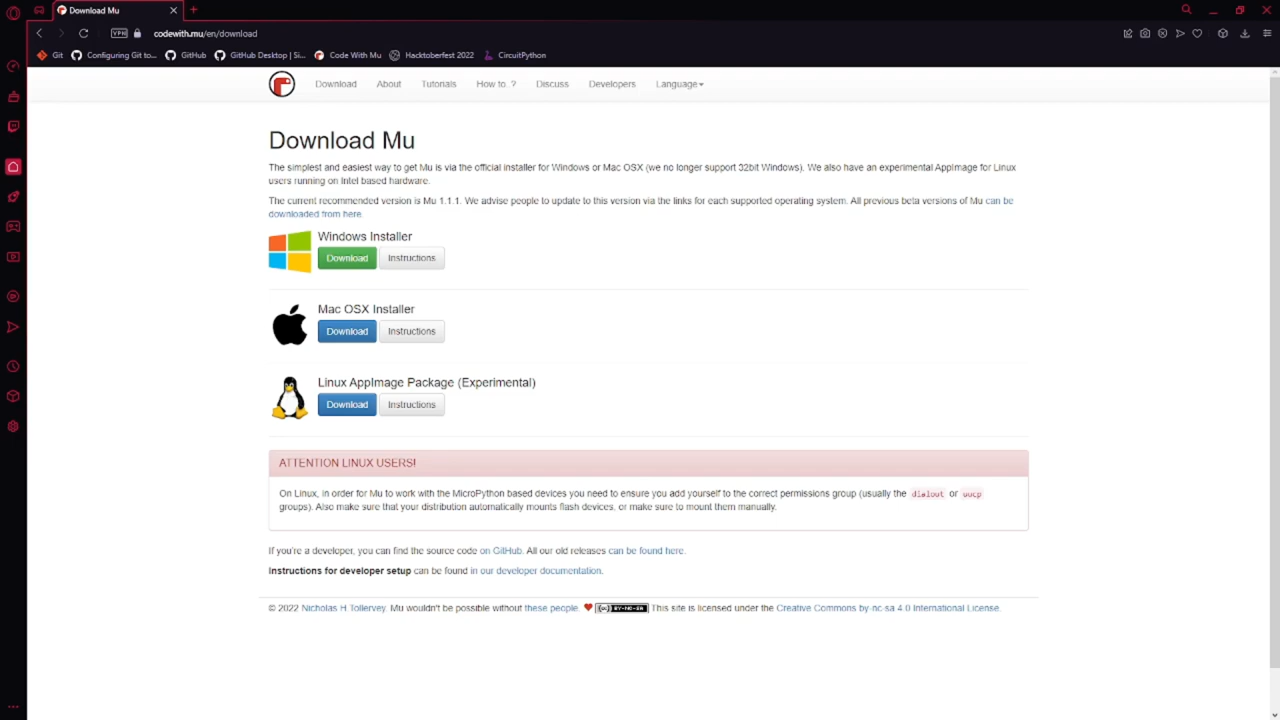 Download Mu
VPN codewith.mu/en/download
Git Configuring Git to... GitHub GitHub Desktop | Si... Code With Mu Hacktoberfest 2022 CircuitPython
Download About Tutorials How to..? Discuss Developers Language
Download Mu
The simplest and easiest way to get Mu is via the official installer for Windows or Mac OSX (we no longer support 32bit Windows). We also have an experimental AppImage for Linux
users running on Intel based hardware.
The current recommended version is Mu 1.1.1. We advise people to update to this version via the links for each supported operating system. All previous beta versions of Mu can be
downloaded from here.
Windows Installer
Download Instructions
Mac OSX Installer
Download Instructions
Linux AppImage Package (Experimental)
Download Instructions
ATTENTION LINUX USERS!
On Linux, in order for Mu to work with the MicroPython based devices you need to ensure you add yourself to the correct permissions group (usually the dialout or uucp
groups). Also make sure that your distribution automatically mounts flash devices, or make sure to mount them manually.
If you're a developer, you can find the source code on GitHub. All our old releases can be found here.
Instructions for developer setup can be found in our developer documentation.
© 2022 Nicholas H.Tollervey. Mu wouldn't be possible without these people. (cc) BY-NC-SA This site is licensed under the Creative Commons by-nc-sa 4.0 International License.